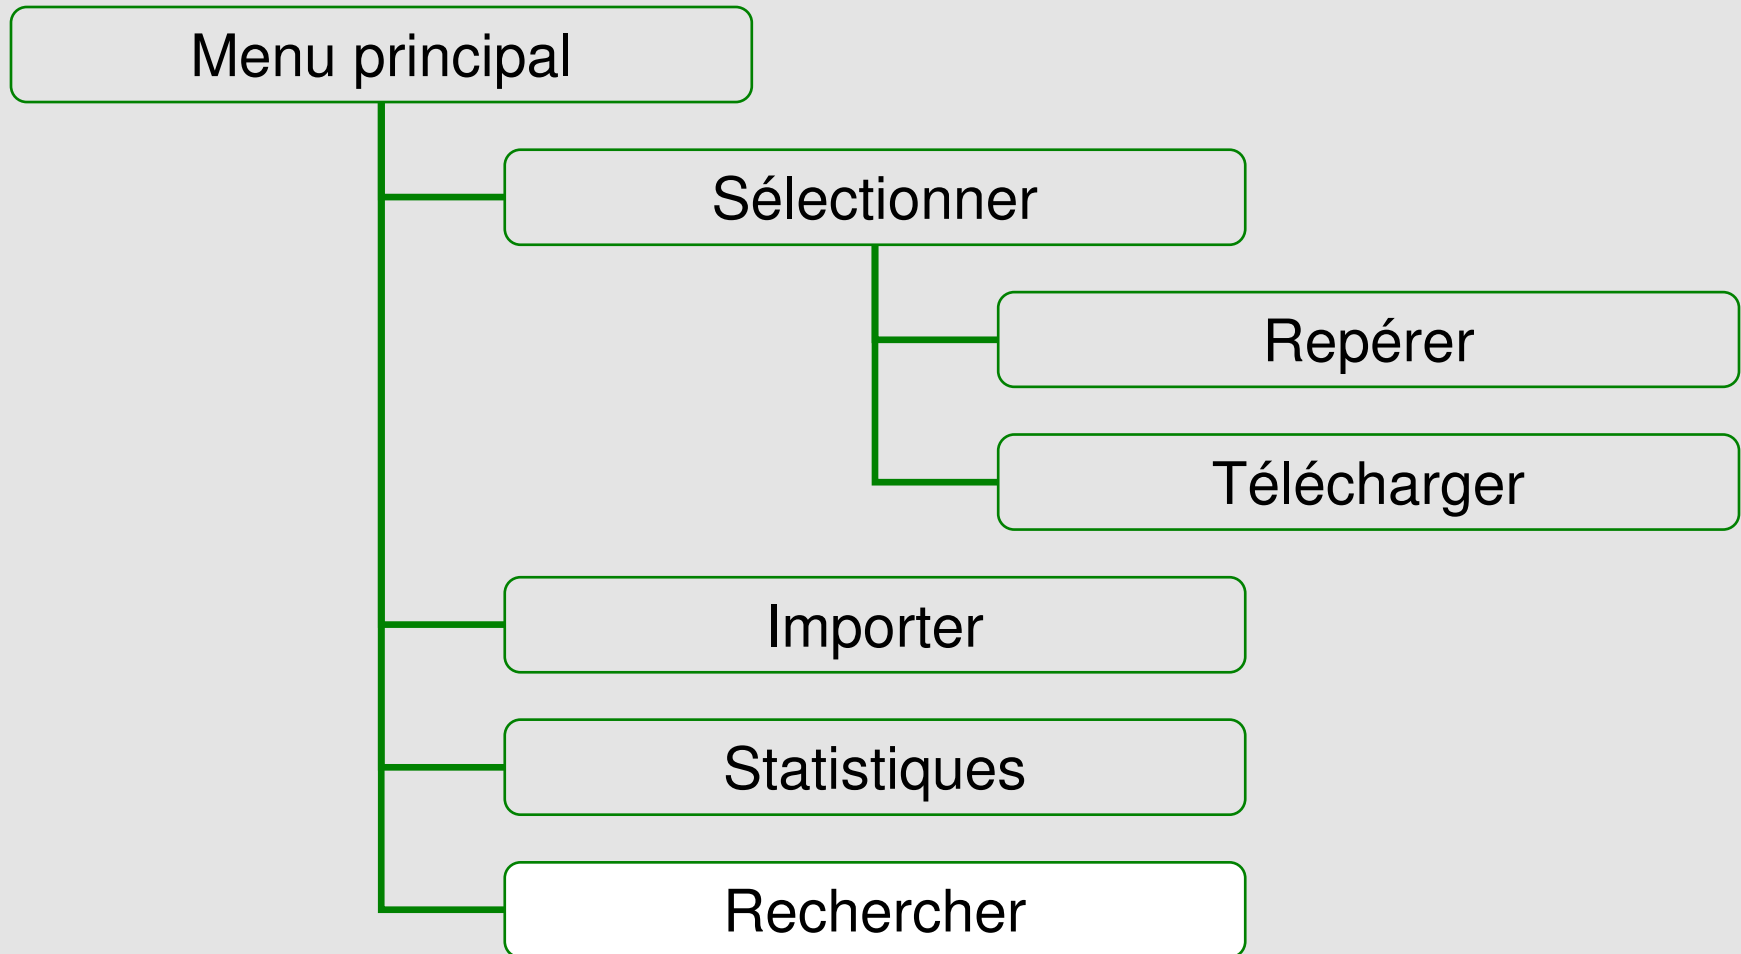 Menu principal
Sélectionner
Repérer
Télécharger
Importer
Statistiques
Rechercher